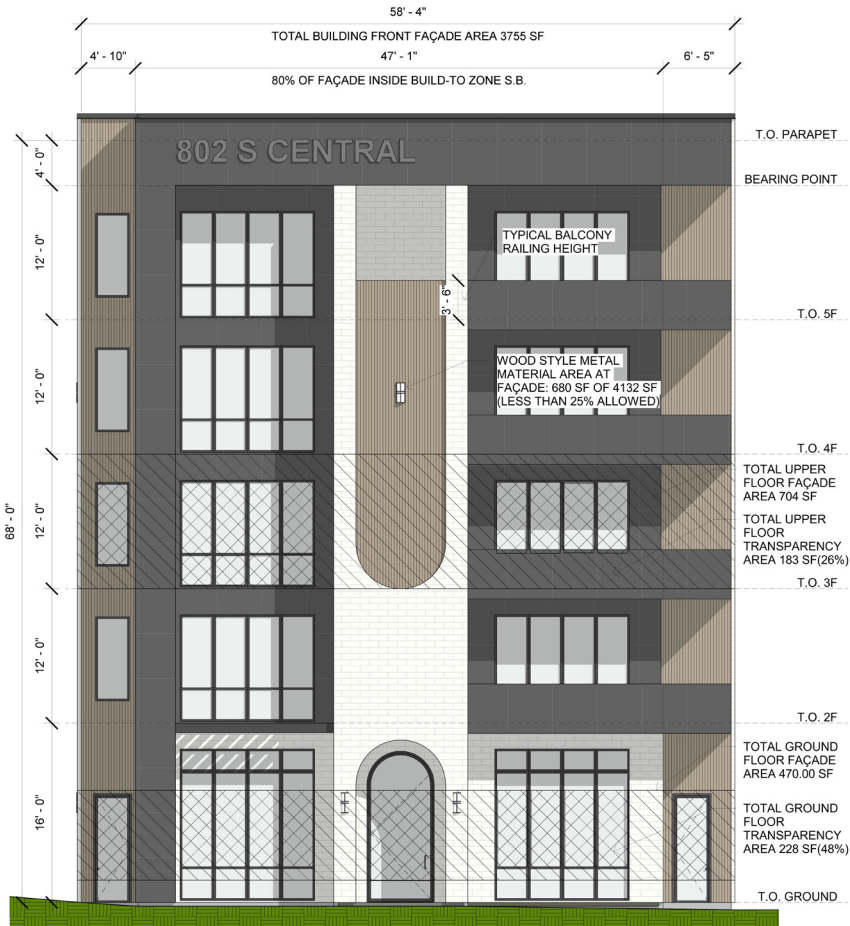 58' - 4"
TOTAL BUILDING FRONT FAÇADE AREA 3755 SF
4' - 10"
47' - 1"
6' - 5"
80% OF FAÇADE INSIDE BUILD-TO ZONE S.B.
802 S CENTRAL
T.O. PARAPET
4' - 0"
BEARING POINT
TYPICAL BALCONY
RAILING HEIGHT
12' - 0"
3' - 6"
T.O. 5F
WOOD STYLE METAL
MATERIAL AREA AT
FAÇADE: 680 SF OF 4132 SF
(LESS THAN 25% ALLOWED)
12' - 0"
T.O. 4F
TOTAL UPPER
FLOOR FAÇADE
AREA 704 SF
TOTAL UPPER
FLOOR
TRANSPARENCY
AREA 183 SF(26%)
68' - 0"
12' - 0"
T.O. 3F
12' - 0"
T.O. 2F
TOTAL GROUND
FLOOR FAÇADE
AREA 470.00 SF
TOTAL GROUND
FLOOR
TRANSPARENCY
AREA 228 SF(48%)
16' - 0"
T.O. GROUND